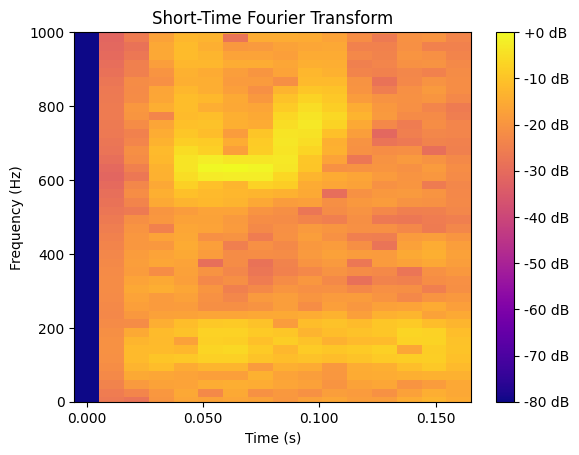 Short-Time Fourier Transform
1000
800
600
400
200
0
Frequency (Hz)
0.000
0.050
0.100
0.150
Time (s)
+0 dB
-10 dB
-20 dB
-30 dB
-40 dB
-50 dB
-60 dB
-70 dB
-80 dB